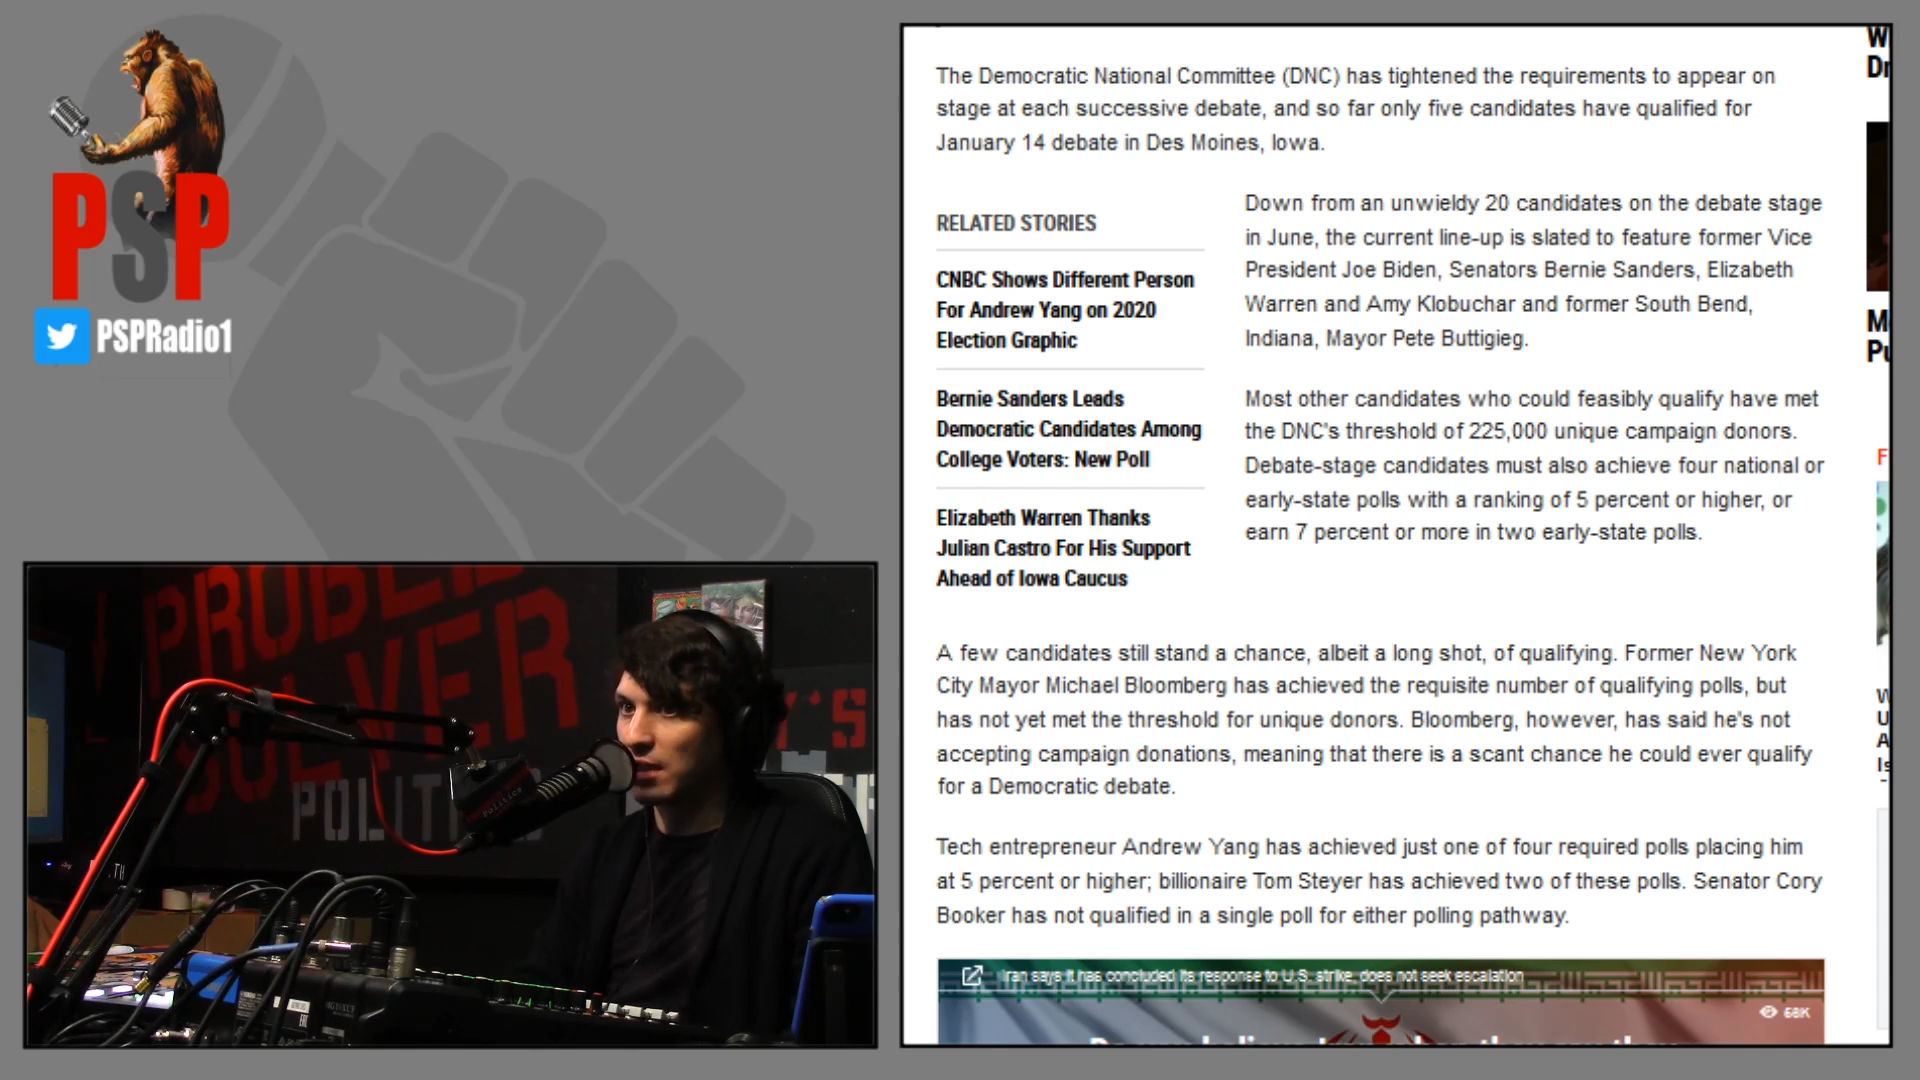 PSP
PSPRadio1
The Democratic National Committee (DNC) has tightened the requirements to appear on
stage at each successive debate, and so far only five candidates have qualified for
January 14 debate in Des Moines, Iowa.
RELATED STORIES
CNBC Shows Different Person
For Andrew Yang on 2020
Election Graphic
Bernie Sanders Leads
Democratic Candidates Among
College Voters: New Poll
Elizabeth Warren Thanks
Julian Castro For His Support
Ahead of Iowa Caucus
Down from an unwieldy 20 candidates on the debate stage
in June, the current line-up is slated to feature former Vice
President Joe Biden, Senators Bernie Sanders, Elizabeth
Warren and Amy Klobuchar and former South Bend,
Indiana, Mayor Pete Buttigieg.
Most other candidates who could feasibly qualify have met
the DNC's threshold of 225,000 unique campaign donors.
Debate-stage candidates must also achieve four national or
early-state polls with a ranking of 5 percent or higher, or
earn 7 percent or more in two early-state polls.
A few candidates still stand a chance, albeit a long shot, of qualifying. Former New York
City Mayor Michael Bloomberg has achieved the requisite number of qualifying polls, but
has not yet met the threshold for unique donors. Bloomberg, however, has said he's not
accepting campaign donations, meaning that there is a scant chance he could ever qualify
for a Democratic debate.
Tech entrepreneur Andrew Yang has achieved just one of four required polls placing him
at 5 percent or higher; billionaire Tom Steyer has achieved two of these polls. Senator Cory
Booker has not qualified in a single poll for either polling pathway.
Iran says it has concluded its response to U.S. strike, does not seek escalation
68K
SOLVER